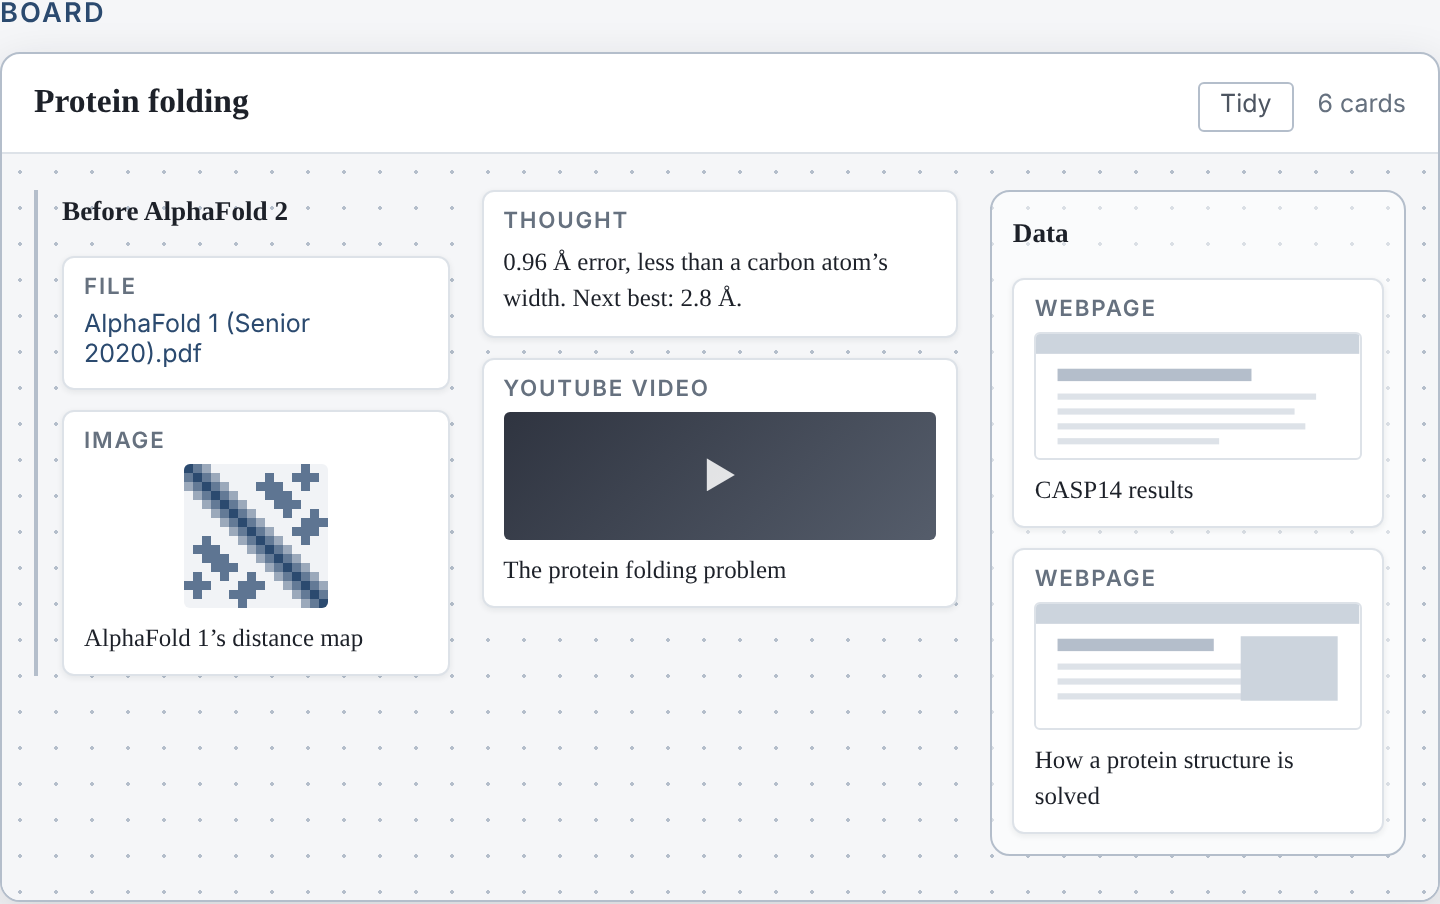 BOARD
Protein folding
Tidy
6 cards
Before AlphaFold 2
FILE
AlphaFold 1 (Senior
2020).pdf
IMAGE
AlphaFold 1’s distance map
THOUGHT
0.96 Å error, less than a carbon atom’s
width. Next best: 2.8 Å.
YOUTUBE VIDEO
The protein folding problem
Data
WEBPAGE
CASP14 results
WEBPAGE
How a protein structure is
solved